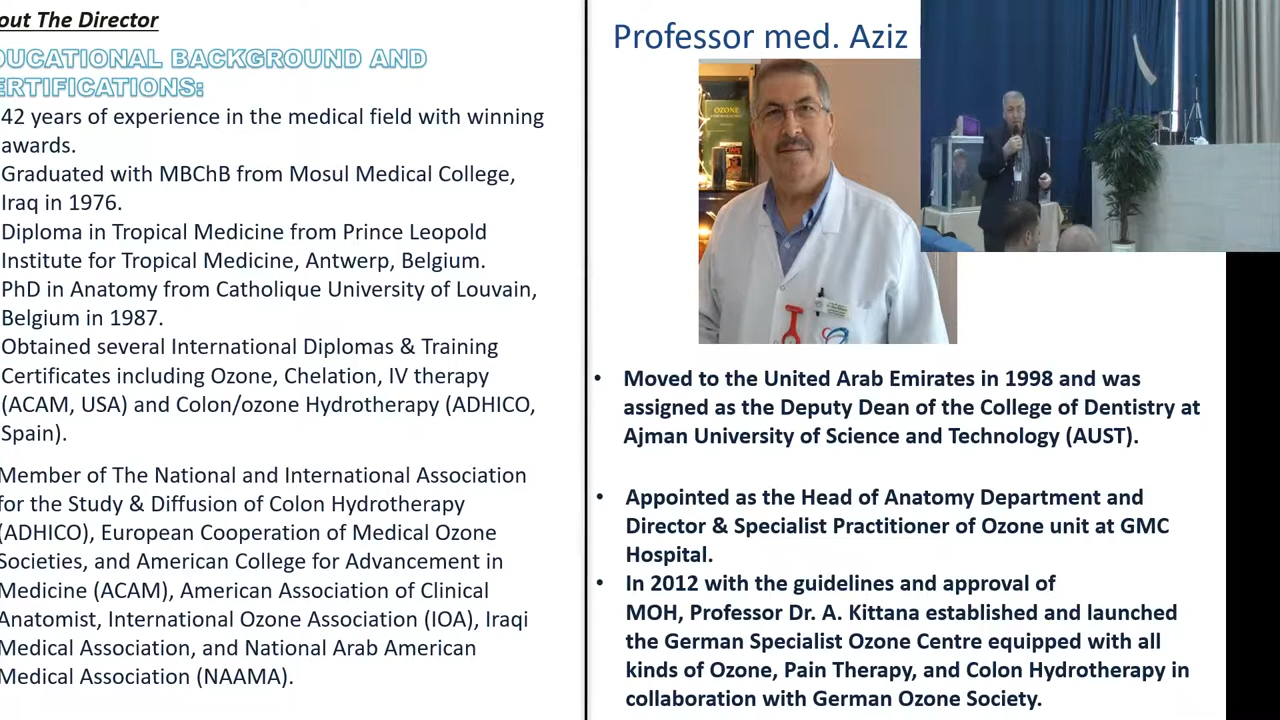 out The Director
DUCATIONAL BACKGROUND AND
ERTIFICATIONS:
42 years of experience in the medical field with winning
awards.
Graduated with MBChB from Mosul Medical College,
Iraq in 1976.
Diploma in Tropical Medicine from Prince Leopold
Institute for Tropical Medicine, Antwerp, Belgium.
PhD in Anatomy from Catholique University of Louvain,
Belgium in 1987.
Obtained several International Diplomas & Training
Certificates including Ozone, Chelation, IV therapy
(ACAM, USA) and Colon/ozone Hydrotherapy (ADHICO,
Spain).
Member of The National and International Association
for the Study & Diffusion of Colon Hydrotherapy
(ADHICO), European Cooperation of Medical Ozone
Societies, and American College for Advancement in
Medicine (ACAM), American Association of Clinical
Anatomist, International Ozone Association (IOA), Iraqi
Medical Association, and National Arab American
Medical Association (NAAMA).
Professor med. Aziz
OZONE
• Moved to the United Arab Emirates in 1998 and was
assigned as the Deputy Dean of the College of Dentistry at
Ajman University of Science and Technology (AUST).
• Appointed as the Head of Anatomy Department and
Director & Specialist Practitioner of Ozone unit at GMC
Hospital.
• In 2012 with the guidelines and approval of
MOH, Professor Dr. A. Kittana established and launched
the German Specialist Ozone Centre equipped with all
kinds of Ozone, Pain Therapy, and Colon Hydrotherapy in
collaboration with German Ozone Society.